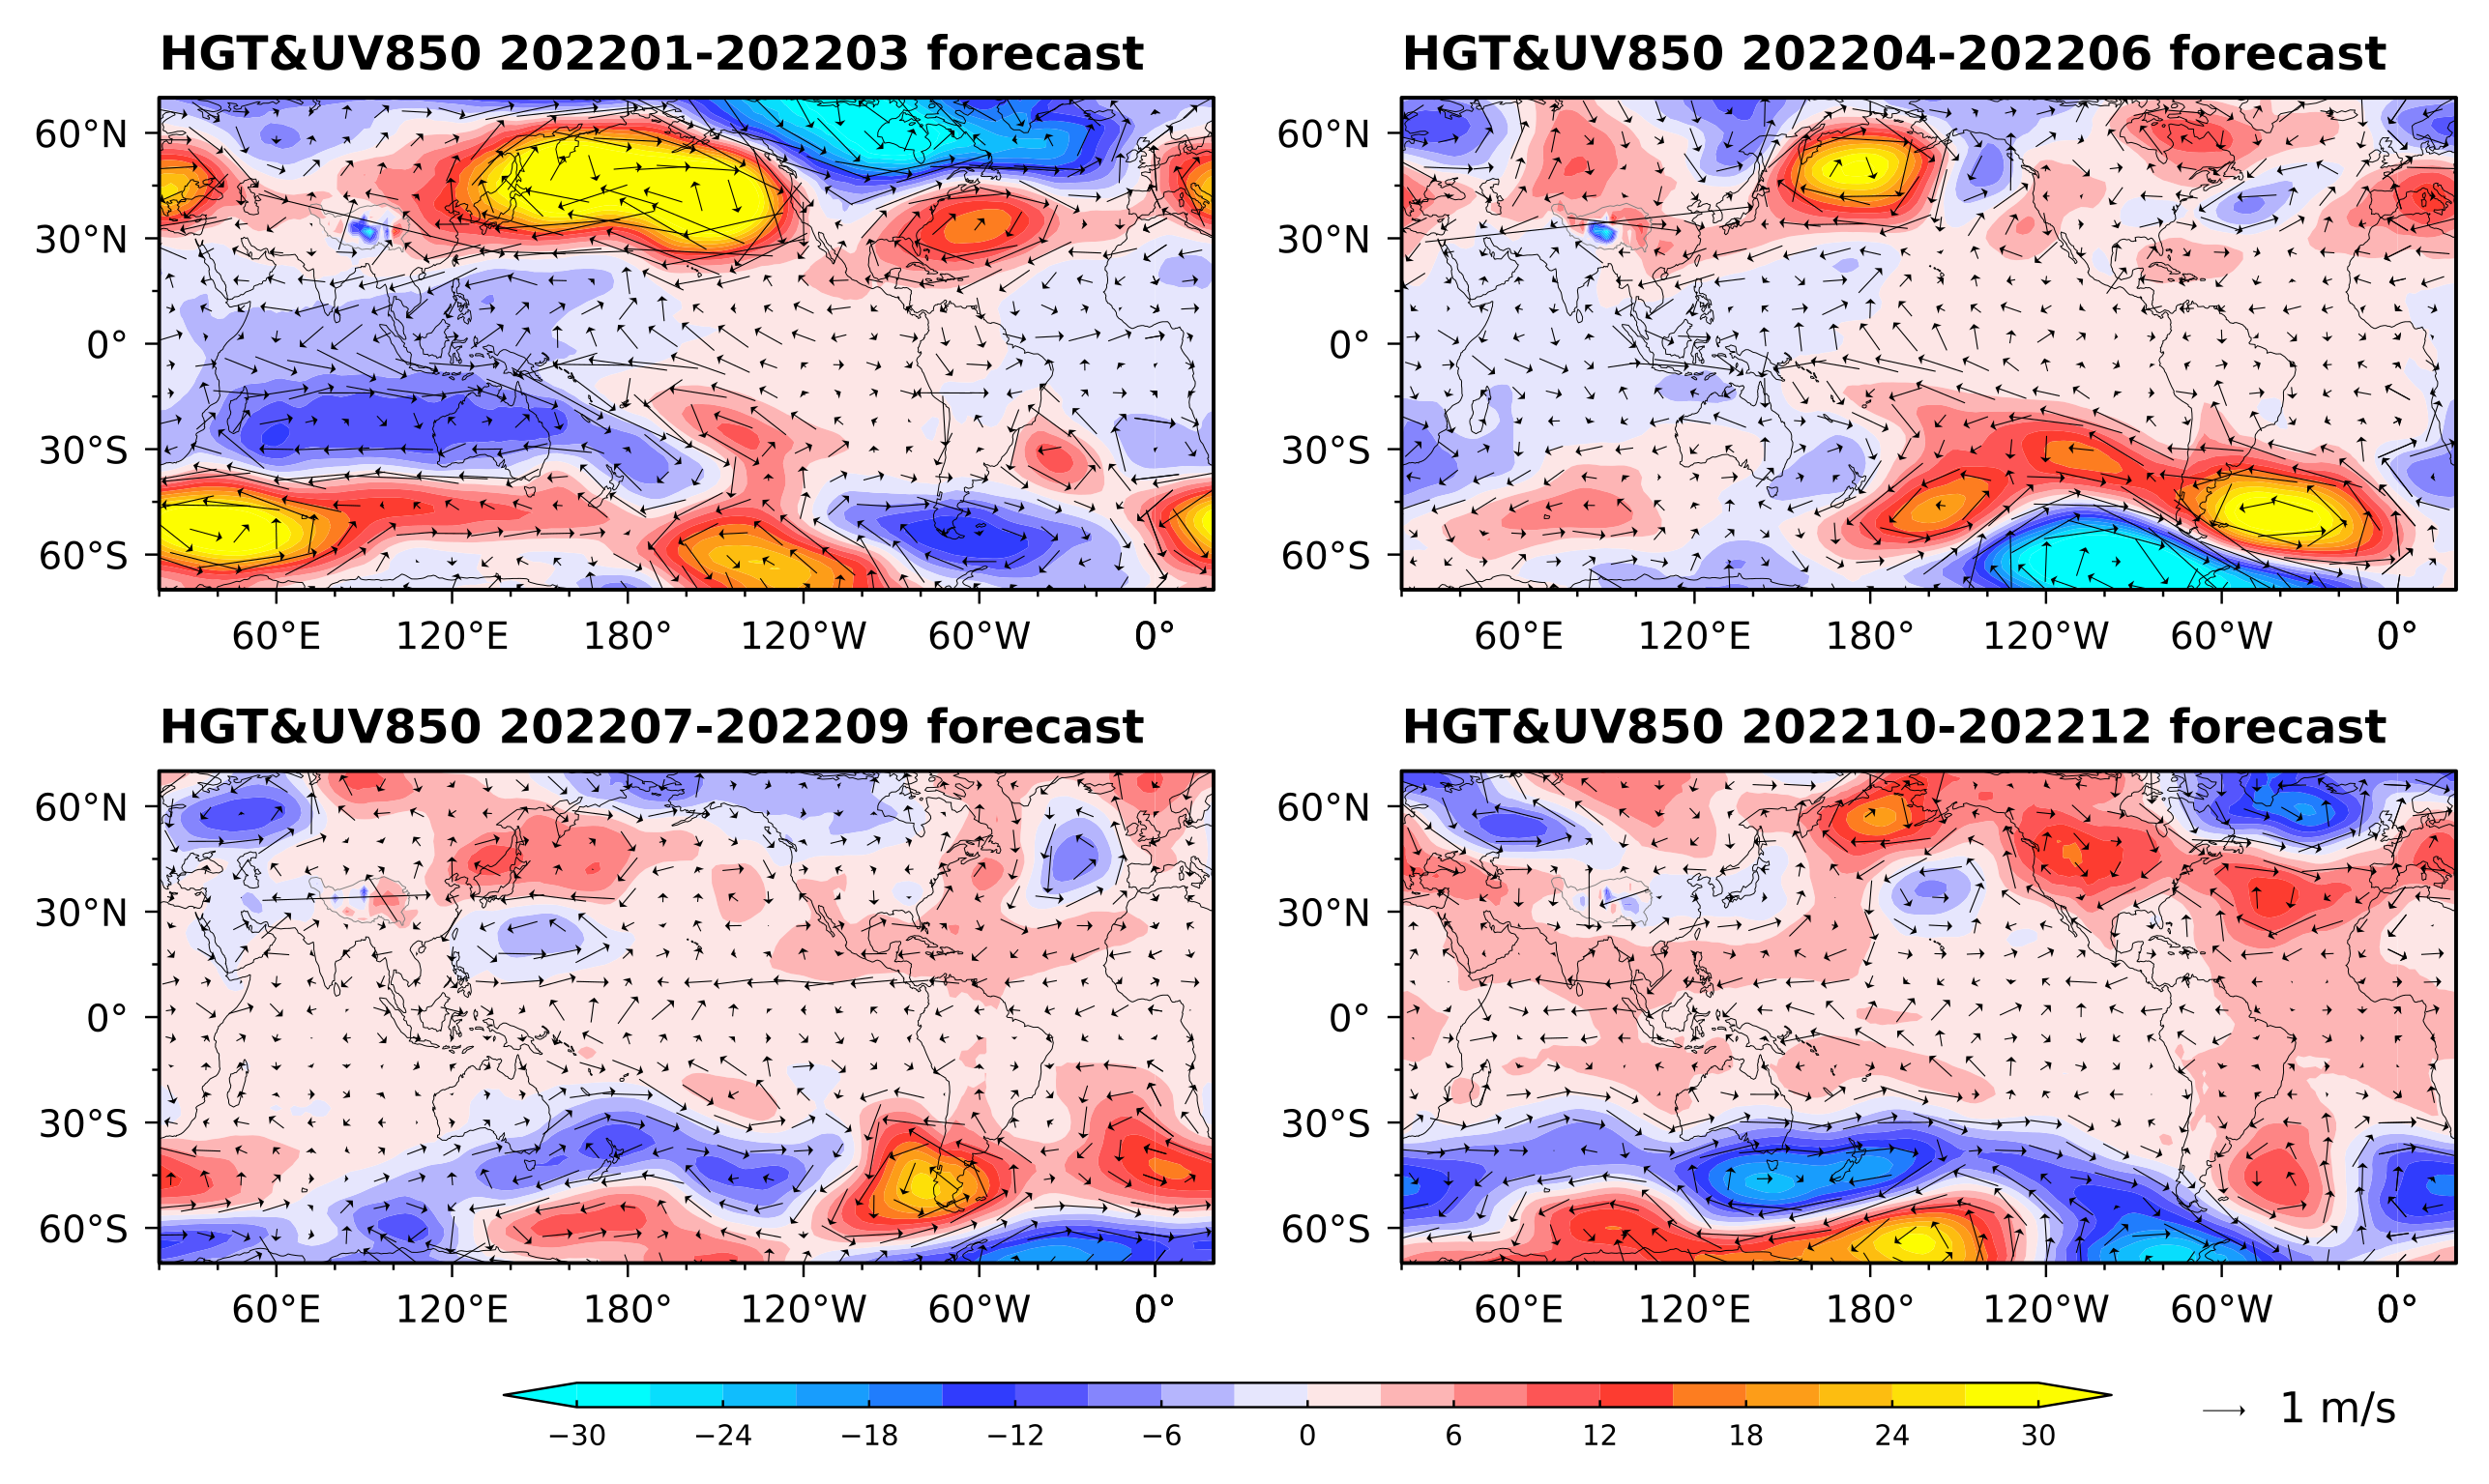 HGT&UV850 202201-202203 forecast
HGT&UV850 202204-202206 forecast
60°N
30°N
0°
30°S
60°S
60°E 120°E 180° 120°W 60°W 0°
60°N
30°N
0°
30°S
60°S
60°E 120°E 180° 120°W 60°W 0°
HGT&UV850 202207-202209 forecast
HGT&UV850 202210-202212 forecast
60°N
30°N
0°
30°S
60°S
60°E 120°E 180° 120°W 60°W 0°
60°N
30°N
0°
30°S
60°S
60°E 120°E 180° 120°W 60°W 0°
−30 −24 −18 −12 −6 0 6 12 18 24 30
1 m/s